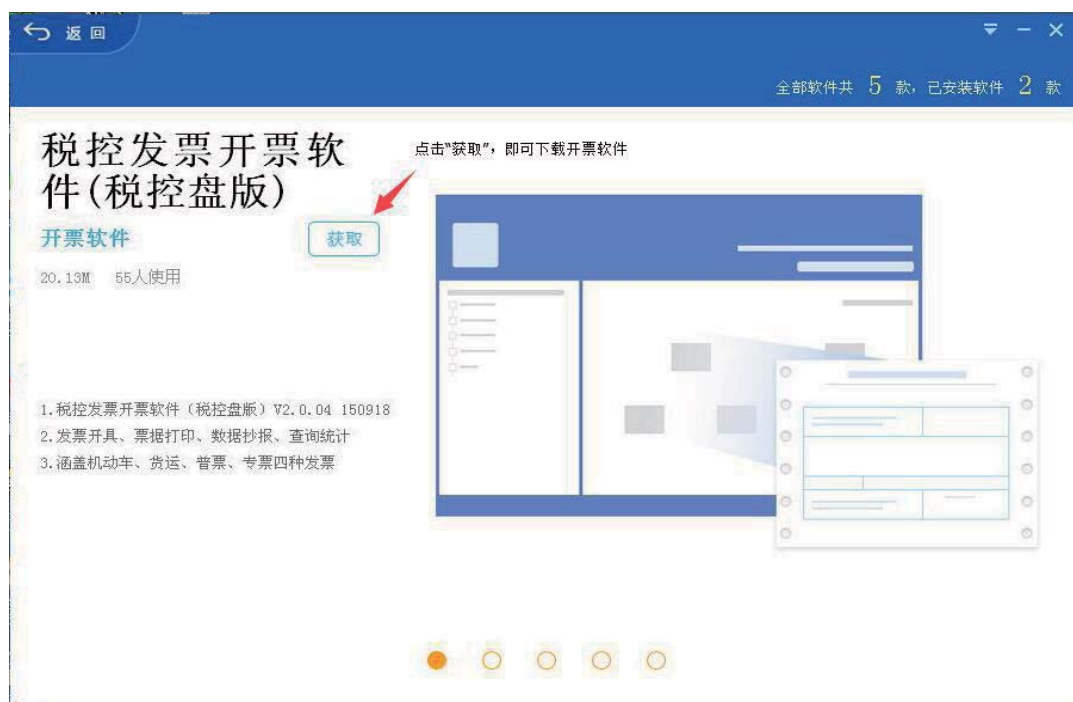 返回
全部软件共 5 款，已安装软件 2 款
税控发票开票软
件(税控盘版)
点击"获取"，即可下载开票软件
开票软件
获取
20.13M 55人使用
1.税控发票开票软件（税控盘版）V2.0.04 150918
2.发票开具、票据打印、数据抄报、查询统计
3.涵盖机动车、货运、普票、专票四种发票